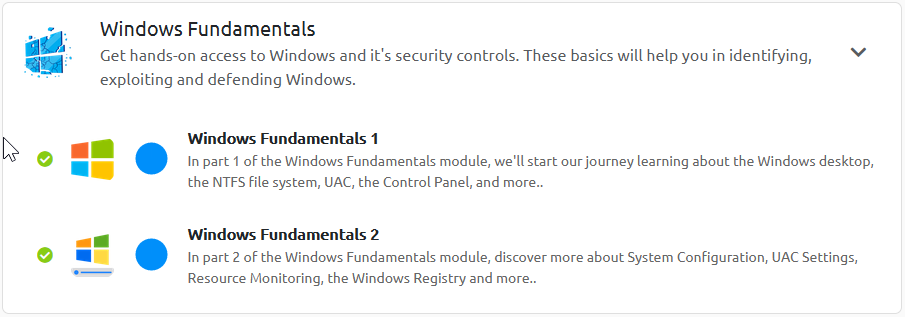 Windows Fundamentals
Get hands-on access to Windows and it's security controls. These basics will help you in identifying,
exploiting and defending Windows.
Windows Fundamentals 1
In part 1 of the Windows Fundamentals module, we'll start our journey learning about the Windows desktop,
the NTFS file system, UAC, the Control Panel, and more..
Windows Fundamentals 2
In part 2 of the Windows Fundamentals module, discover more about System Configuration, UAC Settings,
Resource Monitoring, the Windows Registry and more..